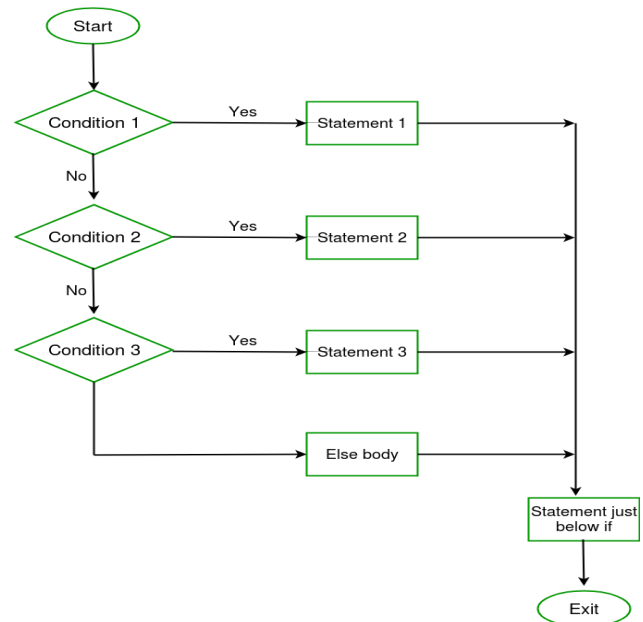 Start
Condition 1
Yes
Statement 1
No
Condition 2
Yes
Statement 2
No
Condition 3
Yes
Statement 3
Else body
Statement just
below if
Exit